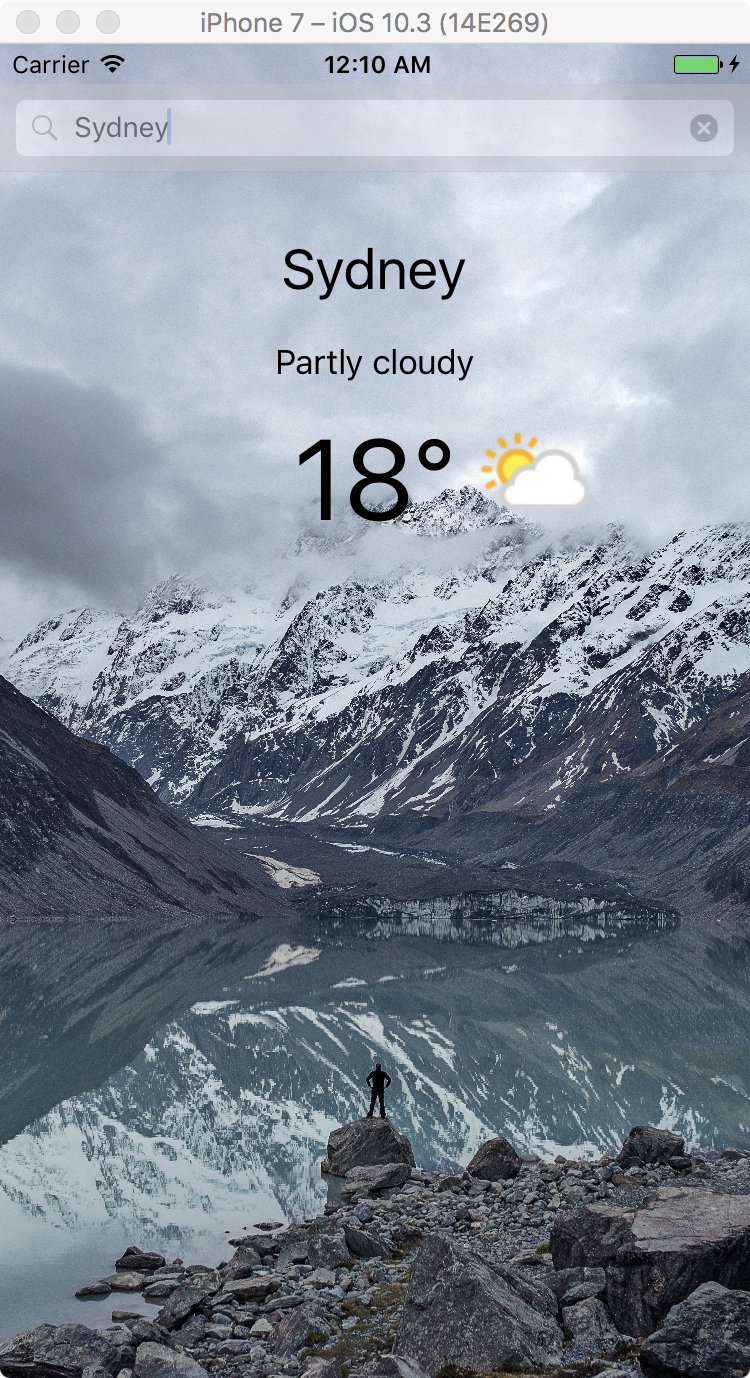 iPhone 7 – iOS 10.3 (14E269)
Carrier 12:10 AM
Sydney
Sydney
Partly cloudy
18°